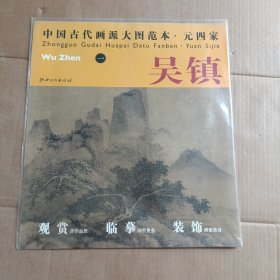 中国古代画派大图范本·元四家
Zhongguo Gudai Huapai Datu Fanben·Yuan Sijia
Wu Zhen
一
吴镇
观赏 临摹 装饰